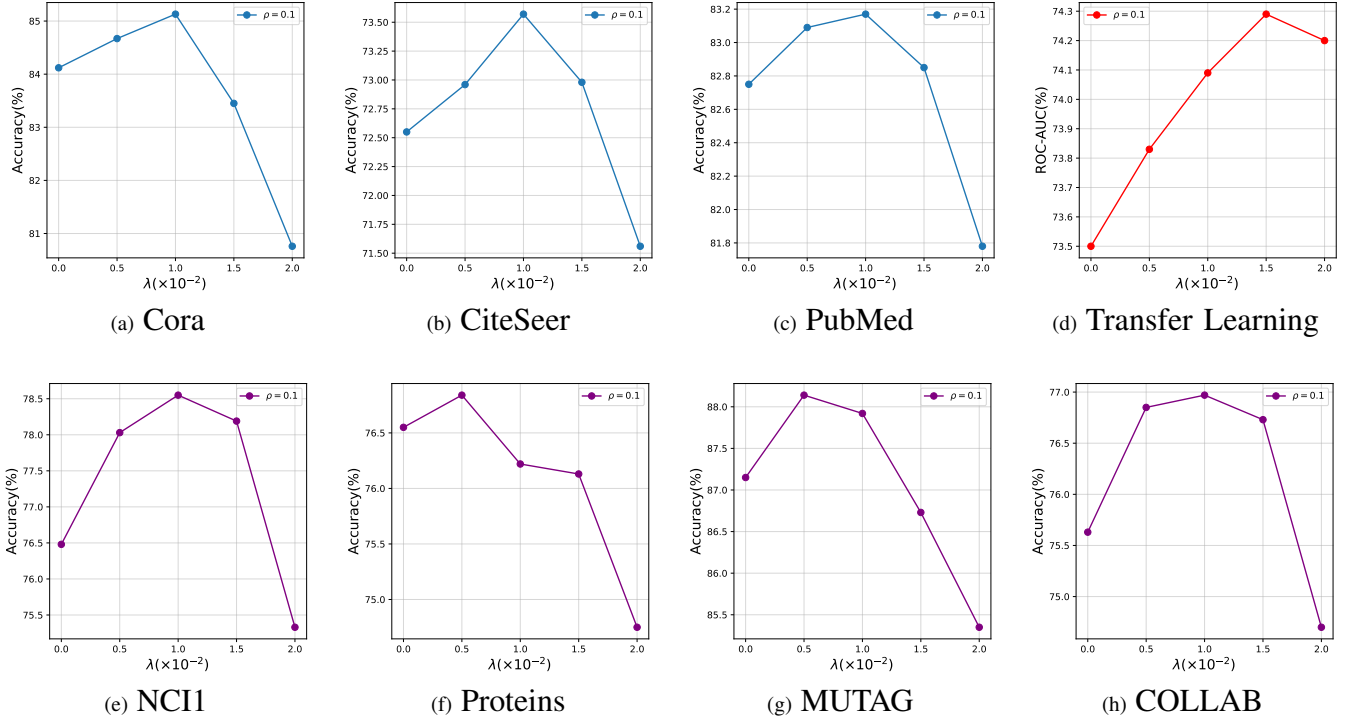 85
84
83
82
81
0.0 0.5 1.0 1.5 2.0
Accuracy(%)
λ(×10⁻²)
ρ = 0.1
(a) Cora
73.50
73.25
73.00
72.75
72.50
72.25
72.00
71.75
71.50
0.0 0.5 1.0 1.5 2.0
Accuracy(%)
λ(×10⁻²)
ρ = 0.1
(b) CiteSeer
83.2
83.0
82.8
82.6
82.4
82.2
82.0
81.8
0.0 0.5 1.0 1.5 2.0
Accuracy(%)
λ(×10⁻²)
ρ = 0.1
(c) PubMed
74.3
74.2
74.1
74.0
73.9
73.8
73.7
73.6
73.5
0.0 0.5 1.0 1.5 2.0
ROC-AUC(%)
λ(×10⁻²)
ρ = 0.1
(d) Transfer Learning
78.5
78.0
77.5
77.0
76.5
76.0
75.5
0.0 0.5 1.0 1.5 2.0
Accuracy(%)
λ(×10⁻²)
ρ = 0.1
(e) NCI1
76.5
76.0
75.5
75.0
0.0 0.5 1.0 1.5 2.0
Accuracy(%)
λ(×10⁻²)
ρ = 0.1
(f) Proteins
88.0
87.5
87.0
86.5
86.0
85.5
0.0 0.5 1.0 1.5 2.0
Accuracy(%)
λ(×10⁻²)
ρ = 0.1
(g) MUTAG
77.0
76.5
76.0
75.5
75.0
0.0 0.5 1.0 1.5 2.0
Accuracy(%)
λ(×10⁻²)
ρ = 0.1
(h) COLLAB